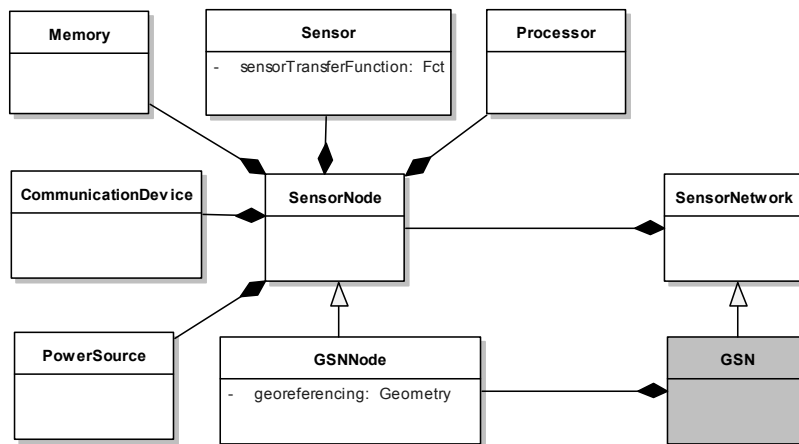 Memory
Sensor
- sensorTransferFunction: Fct
Processor
CommunicationDevice
SensorNode
SensorNetwork
PowerSource
GSNNode
- georeferencing: Geometry
GSN